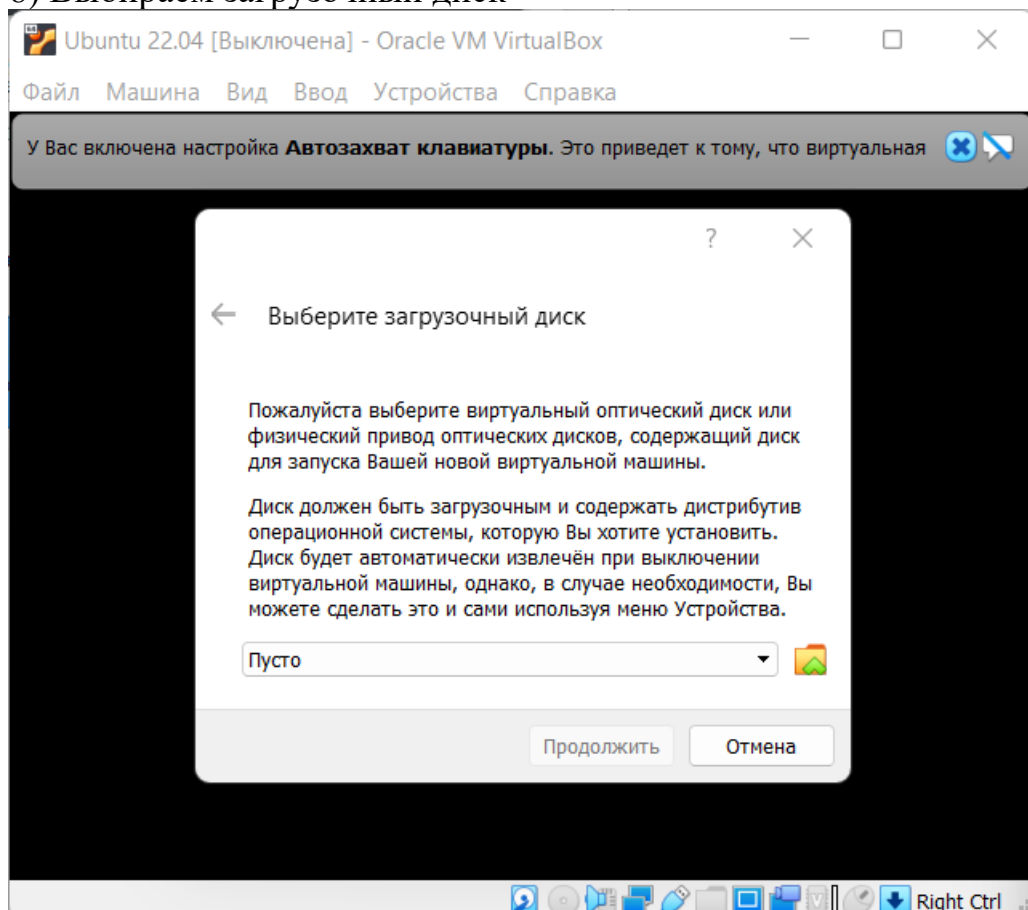 6) Выбираем загрузочный диск
Ubuntu 22.04 [Выключена] - Oracle VM VirtualBox
Файл Машина Вид Ввод Устройства Справка
У Вас включена настройка Автозахват клавиатуры. Это приведет к тому, что виртуальная
?
Выберите загрузочный диск
Пожалуйста выберите виртуальный оптический диск или
физический привод оптических дисков, содержащий диск
для запуска Вашей новой виртуальной машины.
Диск должен быть загрузочным и содержать дистрибутив
операционной системы, которую Вы хотите установить.
Диск будет автоматически извлечён при выключении
виртуальной машины, однако, в случае необходимости, Вы
можете сделать это и сами используя меню Устройства.
Пусто
Продолжить Отмена
Right Ctrl